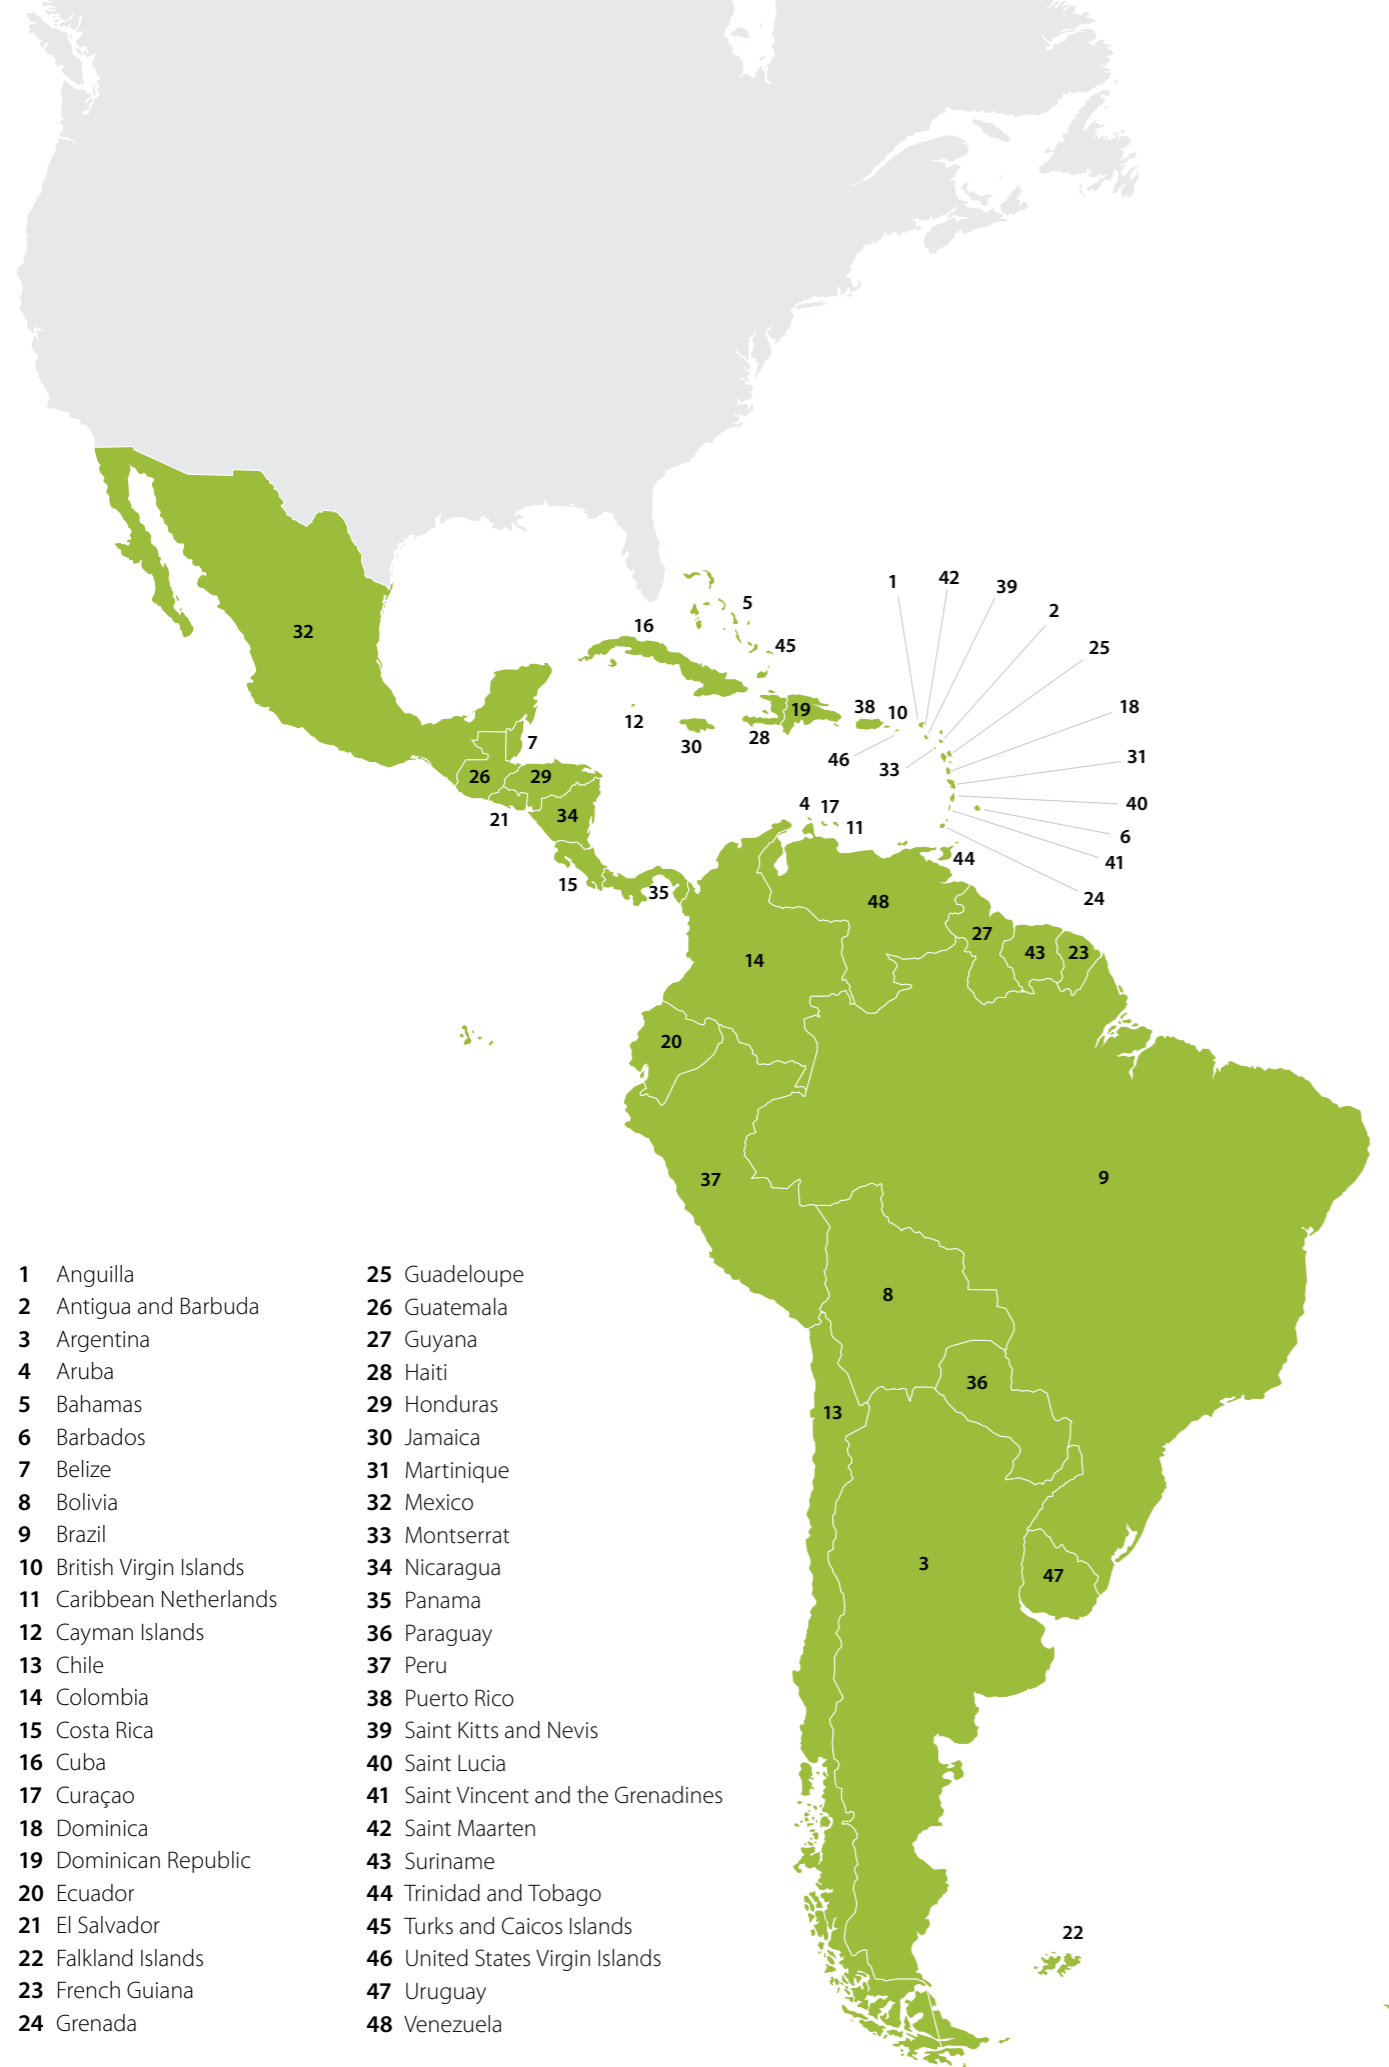 1
42
39
2
5
16
25
45
32
18
38
19
10
12
28
7
30
31
46
33
26
29
40
4
17
34
21
11
6
44
41
15
35
24
48
27
43
23
14
20
9
37
1 Anguilla
2 Antigua and Barbuda
3 Argentina
4 Aruba
5 Bahamas
6 Barbados
7 Belize
8 Bolivia
9 Brazil
10 British Virgin Islands
11 Caribbean Netherlands
12 Cayman Islands
13 Chile
14 Colombia
15 Costa Rica
16 Cuba
17 Curaçao
18 Dominica
19 Dominican Republic
20 Ecuador
21 El Salvador
22 Falkland Islands
23 French Guiana
24 Grenada
25 Guadeloupe
26 Guatemala
27 Guyana
28 Haiti
29 Honduras
30 Jamaica
31 Martinique
32 Mexico
33 Montserrat
34 Nicaragua
35 Panama
36 Paraguay
37 Peru
38 Puerto Rico
39 Saint Kitts and Nevis
40 Saint Lucia
41 Saint Vincent and the Grenadines
42 Saint Maarten
43 Suriname
44 Trinidad and Tobago
45 Turks and Caicos Islands
46 United States Virgin Islands
47 Uruguay
48 Venezuela
8
36
13
3
47
22